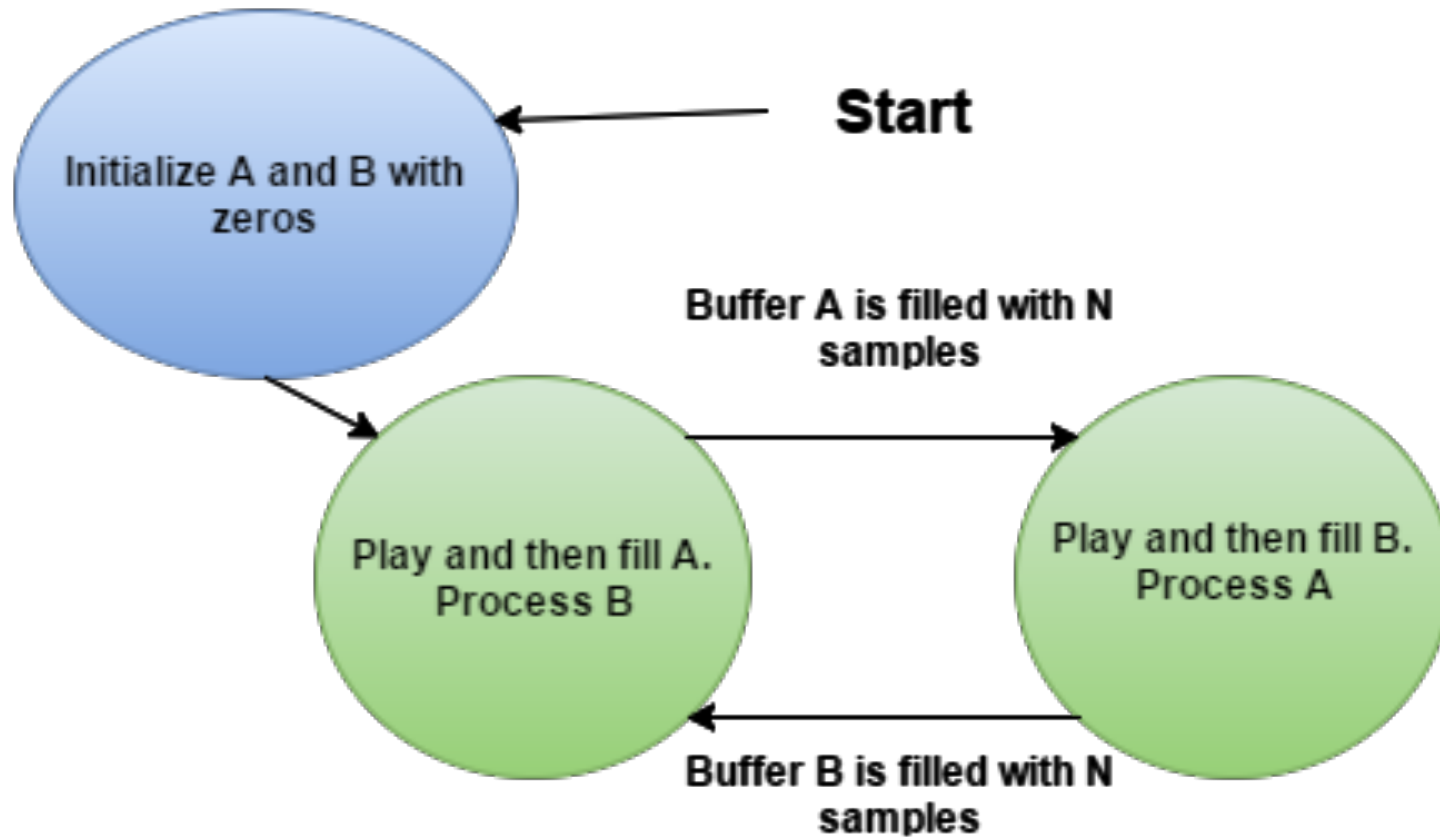 Start
Initialize A and B with
zeros
Buffer A is filled with N
samples
Play and then fill A.
Process B
Play and then fill B.
Process A
Buffer B is filled with N
samples